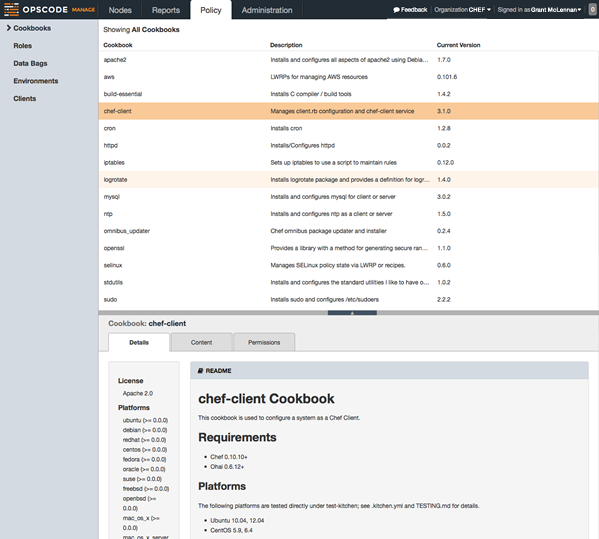 OPSCODE MANAGE
Nodes Reports Policy Administration
Feedback Organization CHEF Signed in as Grant McLennan 0
Cookbooks
Roles
Data Bags
Environments
Clients
Showing All Cookbooks
Cookbook Description Current Version
apache2 Installs and configures all aspects of apache2 using Debia... 1.7.0
aws LWRPs for managing AWS resources 0.101.6
build-essential Installs C compiler / build tools 1.4.2
chef-client Manages client.rb configuration and chef-client service 3.1.0
cron Installs cron 1.2.8
httpd Installs/Configures httpd 0.0.2
iptables Sets up iptables to use a script to maintain rules 0.12.0
logrotate Installs logrotate package and provides a definition for logr... 1.4.0
mysql Installs and configures mysql for client or server 3.0.2
ntp Installs and configures ntp as a client or server 1.5.0
omnibus_updater Chef omnibus package updater and installer 0.2.4
openssl Provides a library with a method for generating secure ran... 1.1.0
selinux Manages SELinux policy state via LWRP or recipes. 0.6.0
stdutils Installs and configures the standard utilities I like to have o... 1.0.2
sudo Installs sudo and configures /etc/sudoers 2.2.2
Cookbook: chef-client
Details Content Permissions
License
Apache 2.0
Platforms
ubuntu (>= 0.0.0)
debian (>= 0.0.0)
redhat (>= 0.0.0)
centos (>= 0.0.0)
fedora (>= 0.0.0)
oracle (>= 0.0.0)
suse (>= 0.0.0)
freebsd (>= 0.0.0)
openbsd (>=
0.0.0)
mac_os_x (>=
0.0.0)
mac_os_x_server
README
chef-client Cookbook
This cookbook is used to configure a system as a Chef Client.
Requirements
• Chef 0.10.10+
• Ohai 0.6.12+
Platforms
The following platforms are tested directly under test-kitchen; see .kitchen.yml and TESTING.md for details.
• Ubuntu 10.04, 12.04
• CentOS 5.9, 6.4